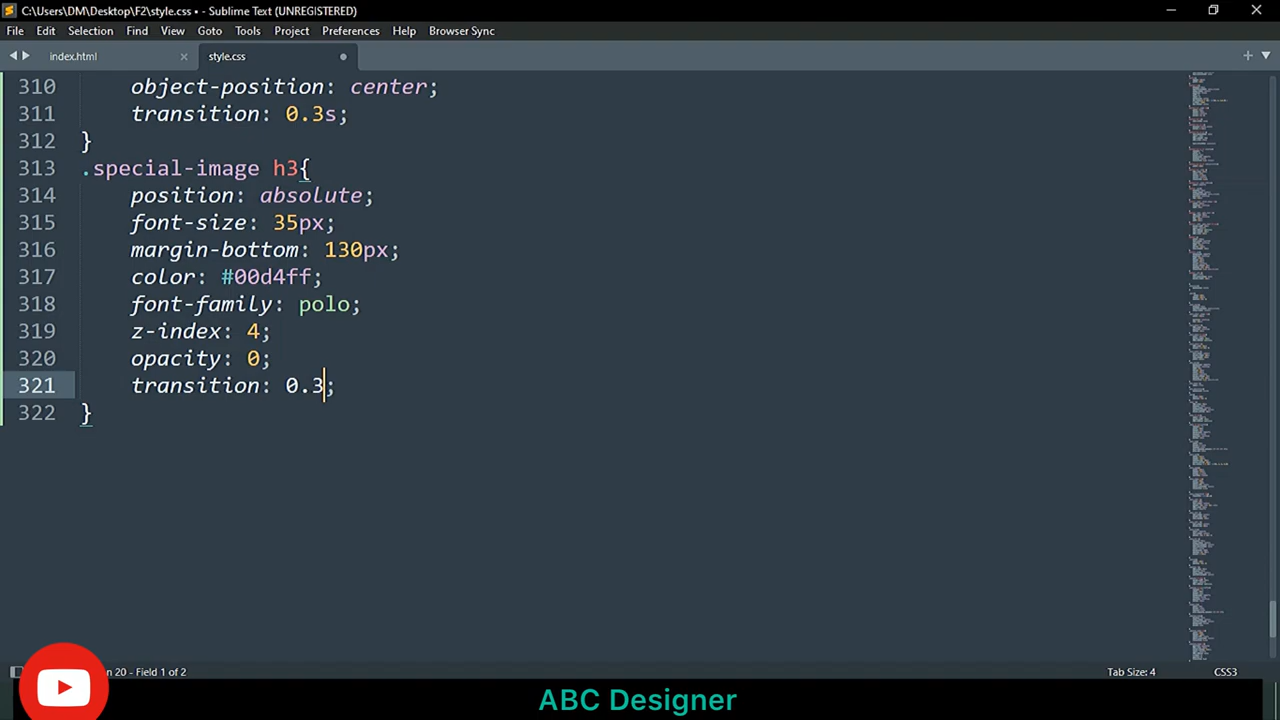 C:\Users\DM\Desktop\F2\style.css • - Sublime Text (UNREGISTERED)
File Edit Selection Find View Goto Tools Project Preferences Help Browser Sync
index.html style.css
310 object-position: center;
311 transition: 0.3s;
312 }
313 .special-image h3{
314 position: absolute;
315 font-size: 35px;
316 margin-bottom: 130px;
317 color: #00d4ff;
318 font-family: polo;
319 z-index: 4;
320 opacity: 0;
321 transition: 0.3;
322 }
20 - Field 1 of 2 Tab Size: 4 CSS3
ABC Designer